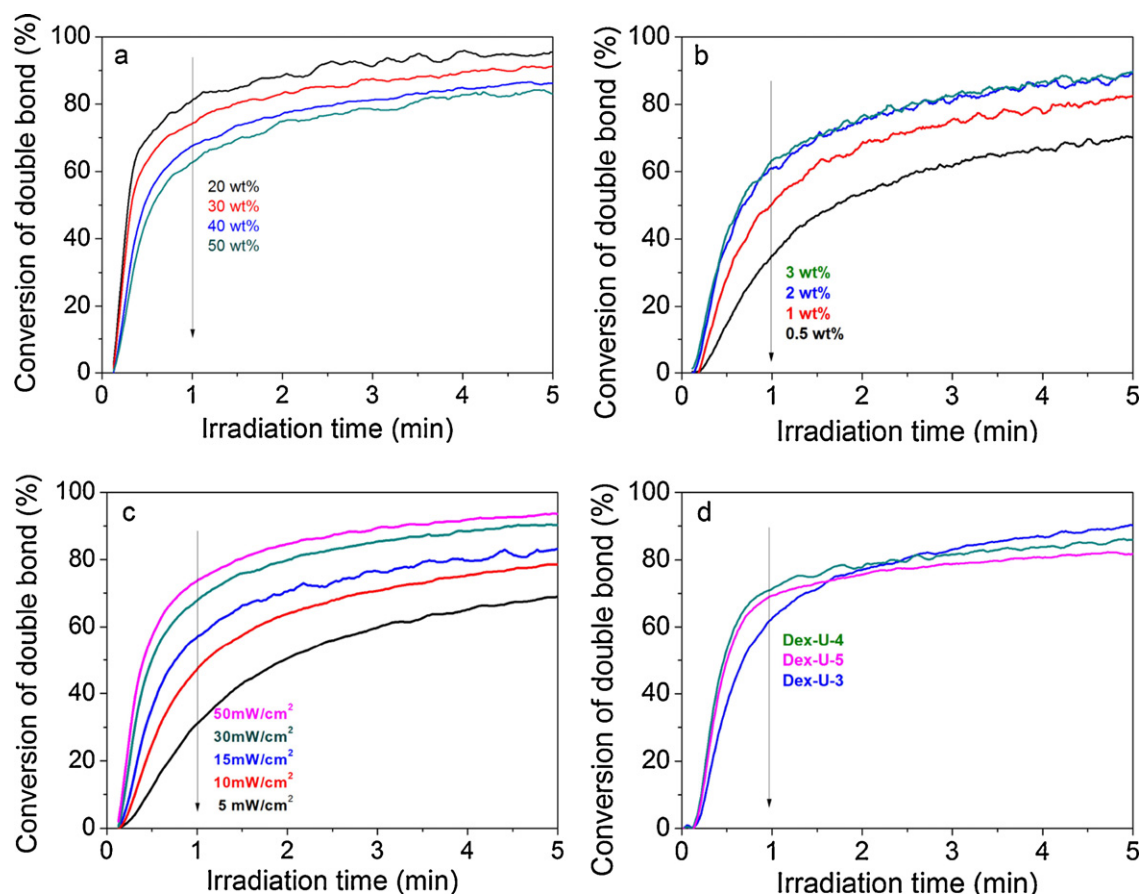 a
Conversion of double bond (%)
100
80
60
40
20
0
20 wt%
30 wt%
40 wt%
50 wt%
0 1 2 3 4 5
Irradiation time (min)
b
Conversion of double bond (%)
100
80
60
40
20
0
3 wt%
2 wt%
1 wt%
0.5 wt%
0 1 2 3 4 5
Irradiation time (min)
c
Conversion of double bond (%)
100
80
60
40
20
0
50mW/cm²
30mW/cm²
15mW/cm²
10mW/cm²
5 mW/cm²
0 1 2 3 4 5
Irradiation time (min)
d
Conversion of double bond (%)
100
80
60
40
20
0
Dex-U-4
Dex-U-5
Dex-U-3
0 1 2 3 4 5
Irradiation time (min)